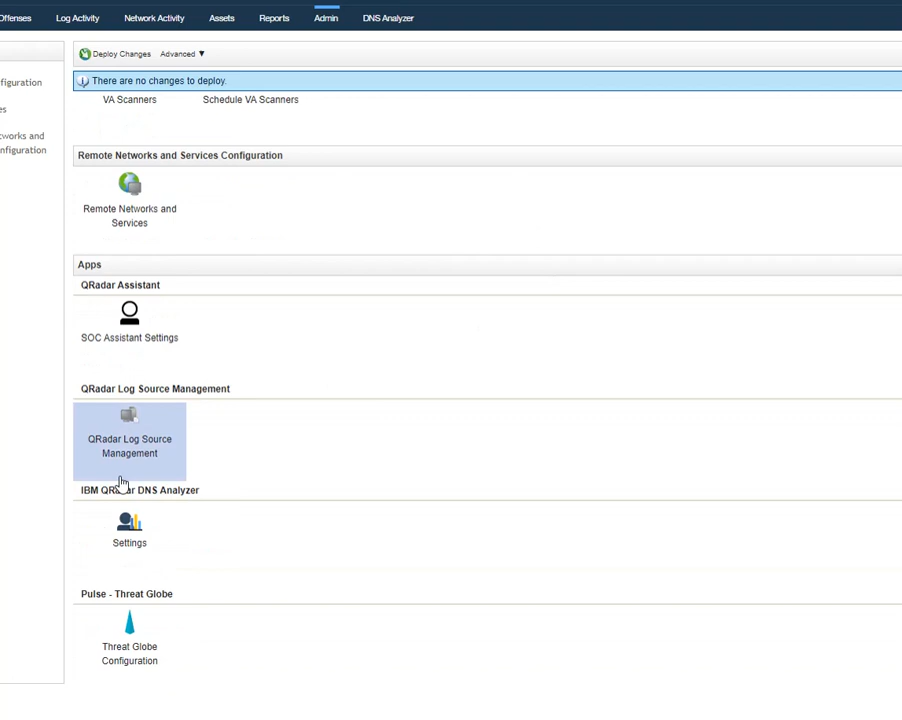 Offenses Log Activity Network Activity Assets Reports Admin DNS Analyzer
Deploy Changes Advanced ▼
There are no changes to deploy.
figuration
es
tworks and
nfiguration
VA Scanners Schedule VA Scanners
Remote Networks and Services Configuration
Remote Networks and
Services
Apps
QRadar Assistant
SOC Assistant Settings
QRadar Log Source Management
QRadar Log Source
Management
IBM QRadar DNS Analyzer
Settings
Pulse - Threat Globe
Threat Globe
Configuration